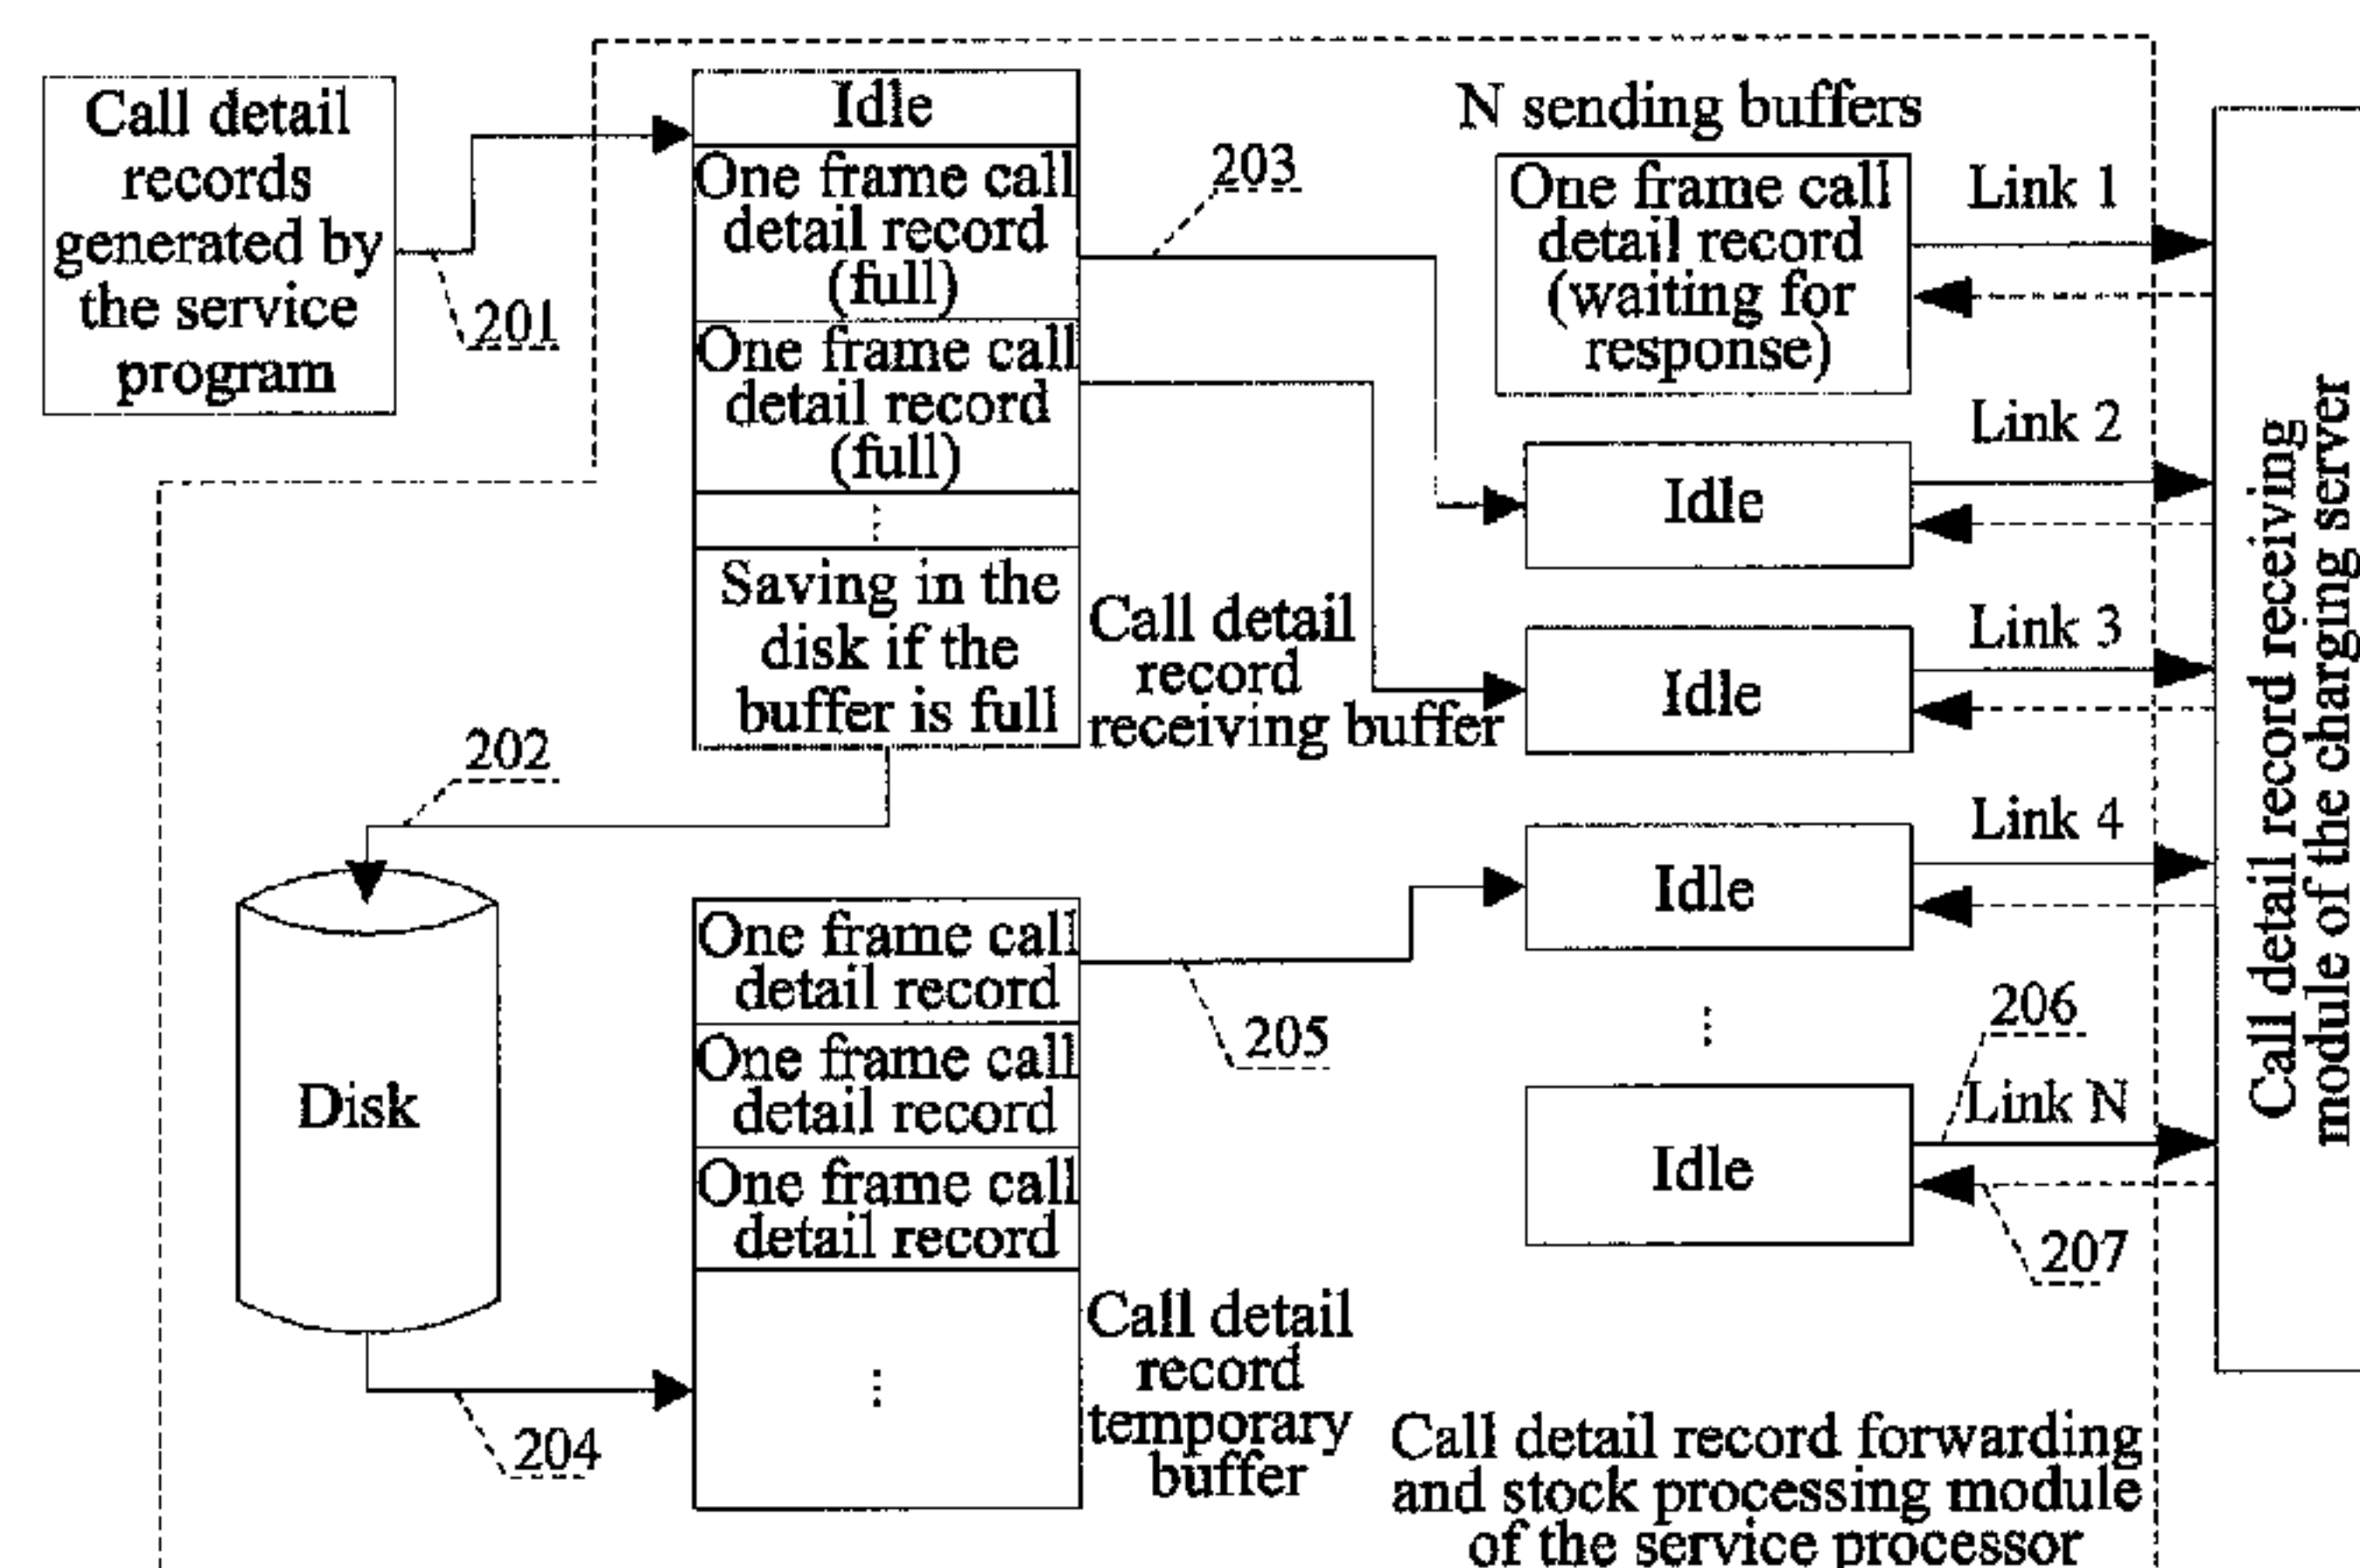 Call detail
records
generated by
the service
program
201
Idle
One frame call
detail record
(full)
One frame call
detail record
(full)
⋮
Saving in the
disk if the
buffer is full
Call detail
record
receiving buffer
203
N sending buffers
One frame call
detail record
(waiting for
response)
Idle
Idle
Idle
⋮
Idle
Link 1
Link 2
Link 3
Link 4
206
Link N
207
Call detail record receiving
module of the charging server
202
Disk
204
One frame call
detail record
One frame call
detail record
One frame call
detail record
⋮
205
Call detail
record
temporary
buffer
Call detail record forwarding
and stock processing module
of the service processor